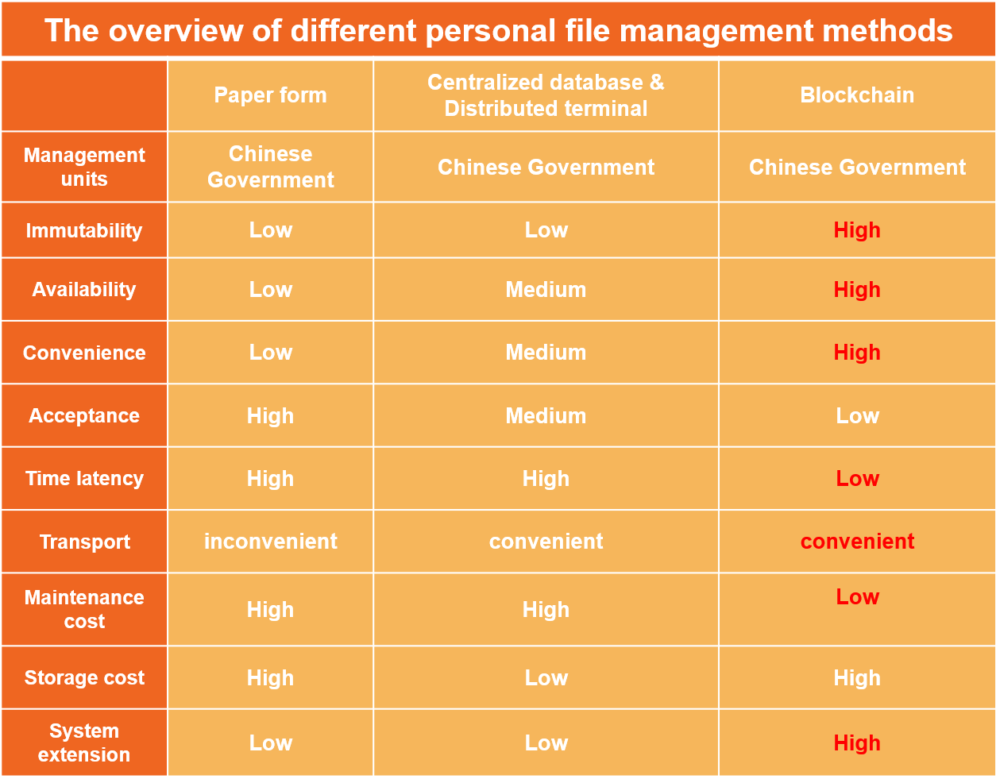 The overview of different personal file management methods
Paper form
Centralized database &
Distributed terminal
Blockchain
Management
units
Chinese
Government
Chinese Government
Chinese Government
Immutability
Low
Low
High
Availability
Low
Medium
High
Convenience
Low
Medium
High
Acceptance
High
Medium
Low
Time latency
High
High
Low
Transport
inconvenient
convenient
convenient
Maintenance
cost
High
High
Low
Storage cost
High
Low
High
System
extension
Low
Low
High